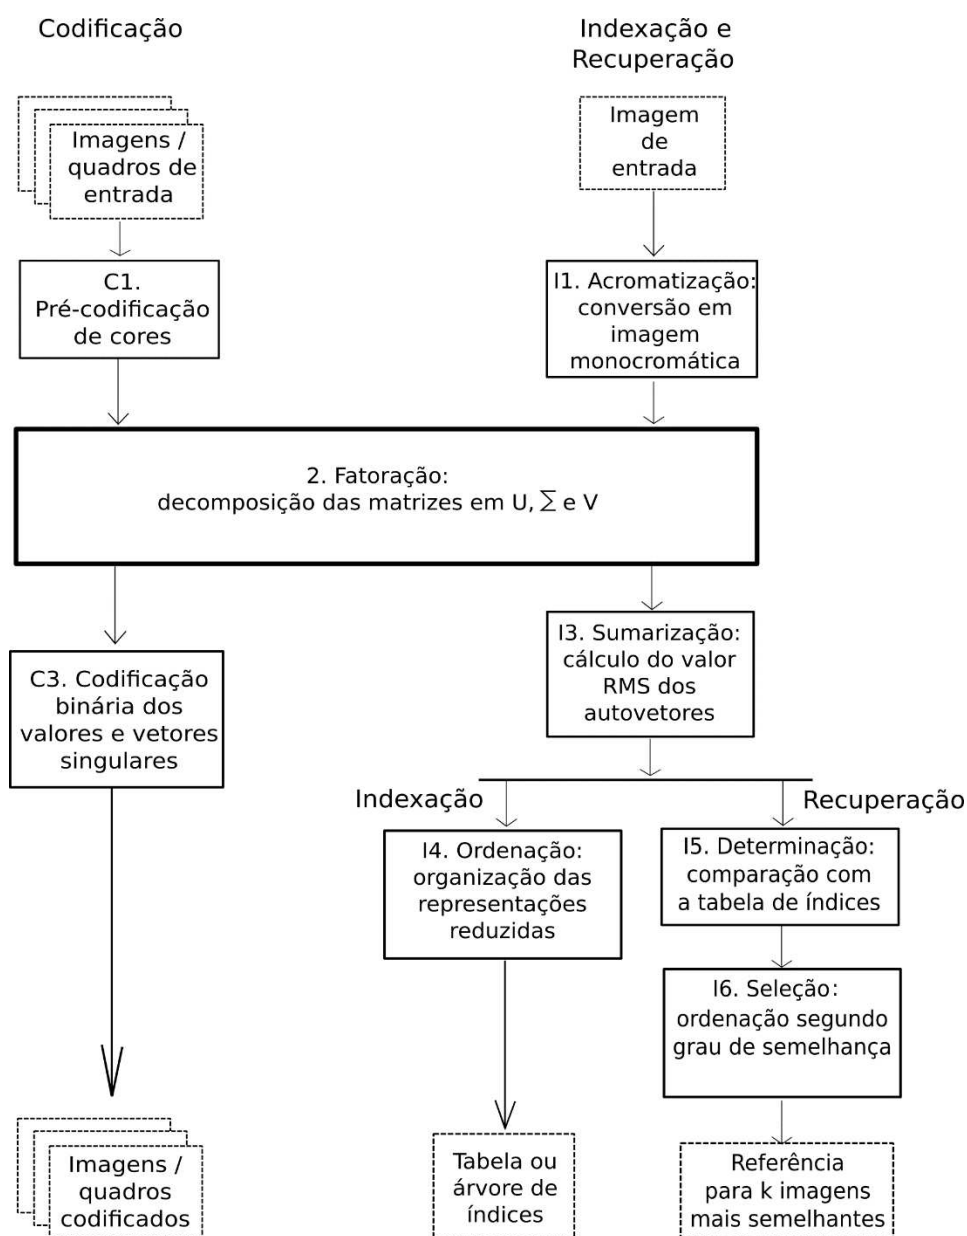 Codificação
Indexação e
Recuperação
Imagens /
quadros de
entrada
Imagem
de
entrada
C1.
Pré-codificação
de cores
I1. Acromatização:
conversão em
imagem
monocromática
2. Fatoração:
decomposição das matrizes em U, ∑ e V
C3. Codificação
binária dos
valores e vetores
singulares
I3. Sumarização:
cálculo do valor
RMS dos
autovetores
Indexação
Recuperação
I4. Ordenação:
organização das
representações
reduzidas
I5. Determinação:
comparação com
a tabela de índices
I6. Seleção:
ordenação segundo
grau de semelhança
Imagens /
quadros
codificados
Tabela ou
árvore de
índices
Referência
para k imagens
mais semelhantes